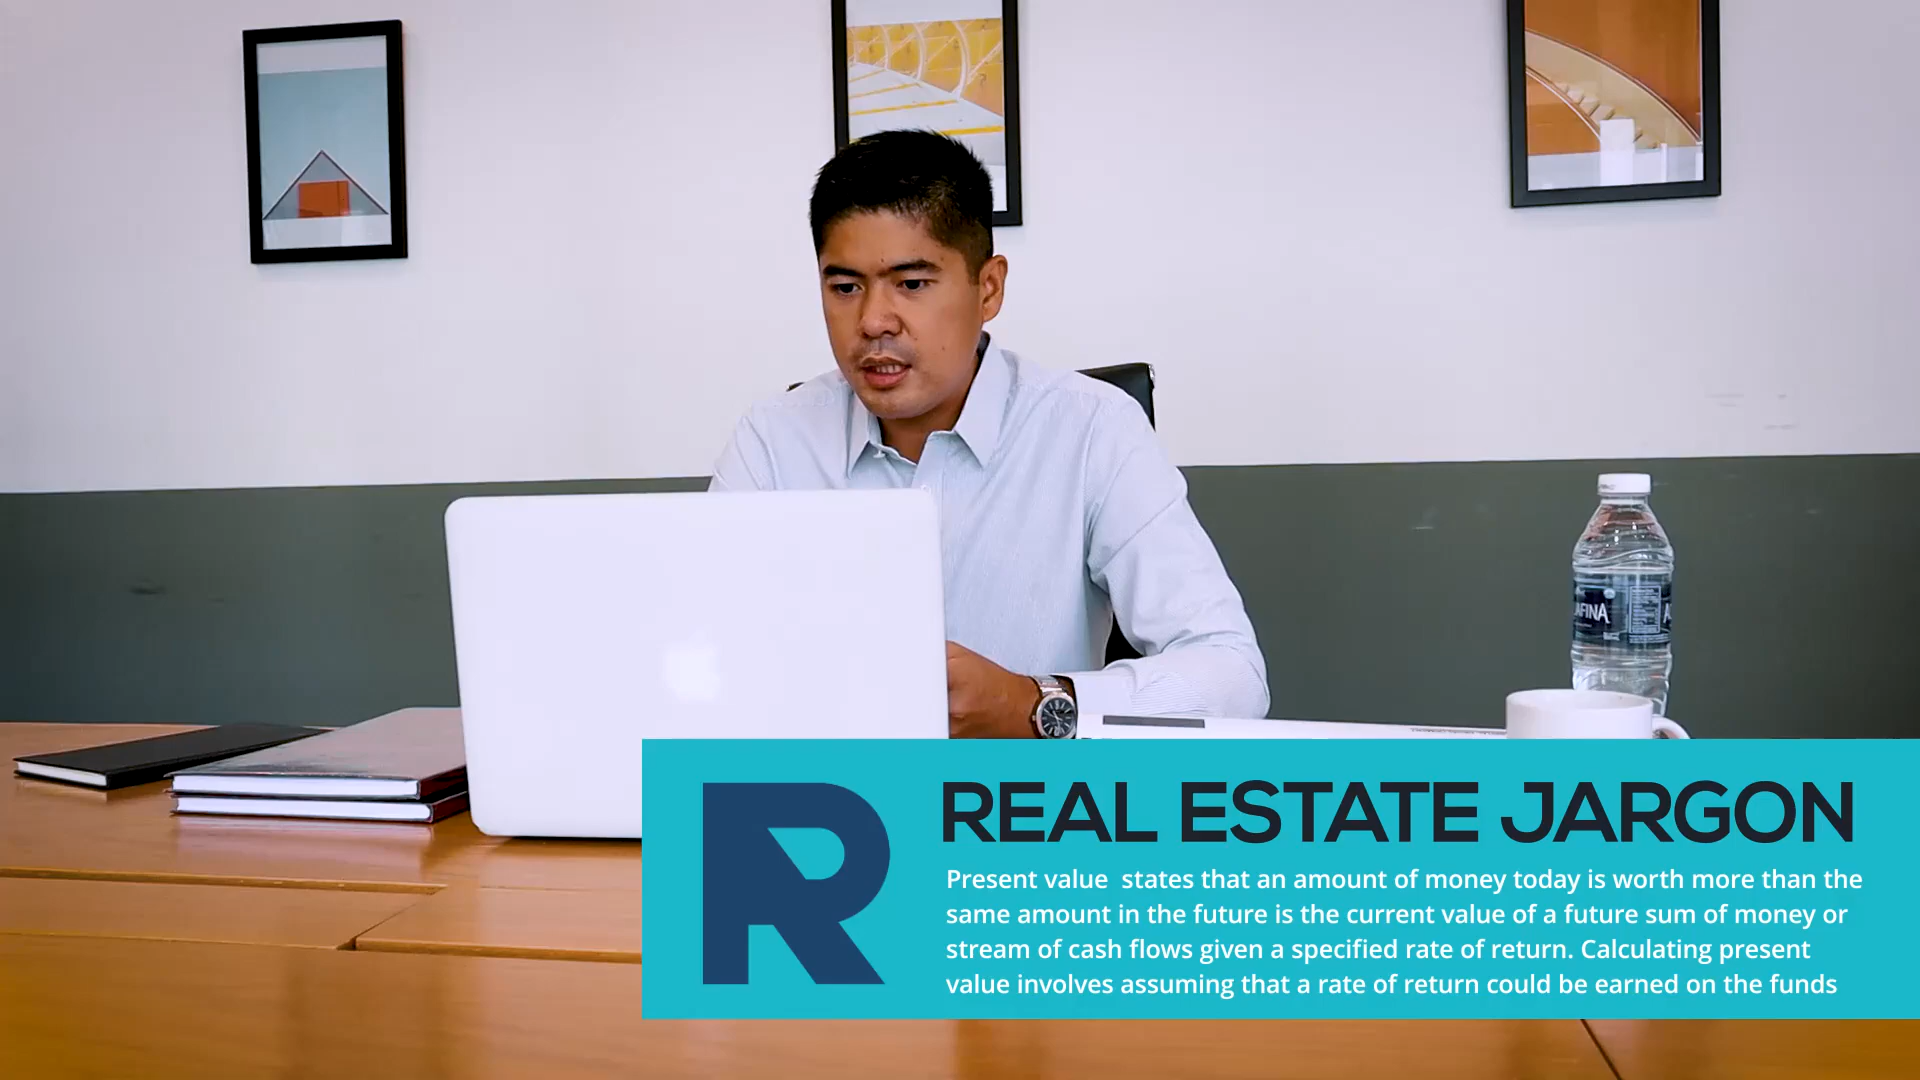 AFINA
R
REAL ESTATE JARGON
Present value  states that an amount of money today is worth more than the
same amount in the future is the current value of a future sum of money or
stream of cash flows given a specified rate of return. Calculating present
value involves assuming that a rate of return could be earned on the funds